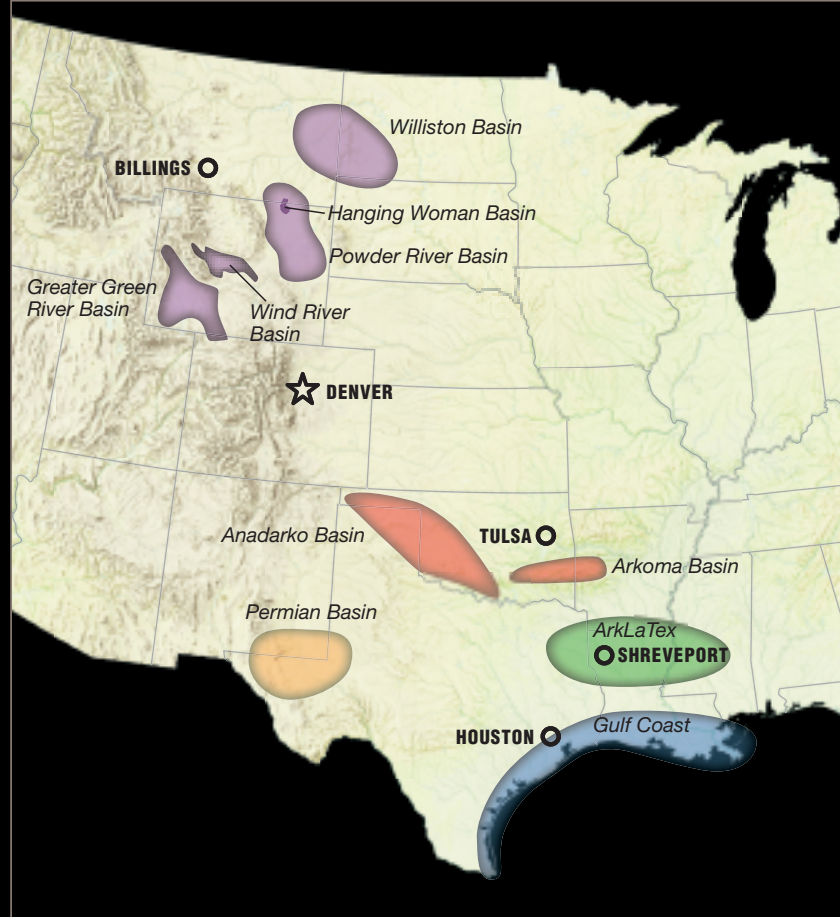 Williston Basin
BILLINGS
Hanging Woman Basin
Powder River Basin
Greater Green
River Basin
Wind River
Basin
DENVER
Anadarko Basin
TULSA
Arkoma Basin
Permian Basin
ArkLaTex
SHREVEPORT
Gulf Coast
HOUSTON